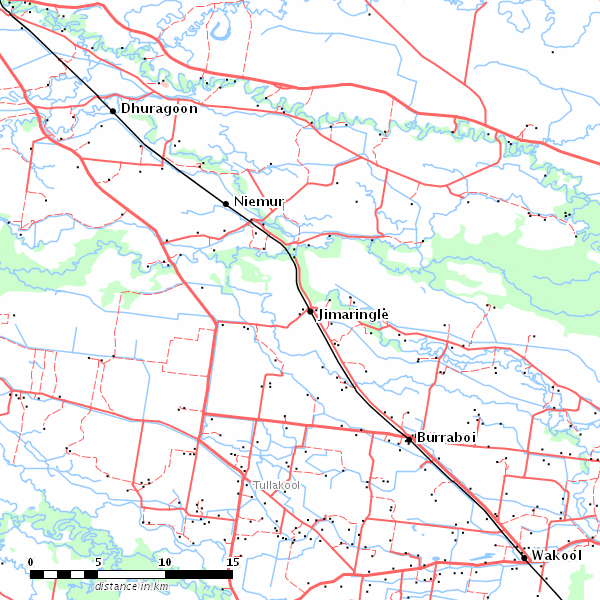 Dhuragoon
Niemur
Jimaringle
Burraboi
Tullakool
Wakool
0 5 10 15
distance in km